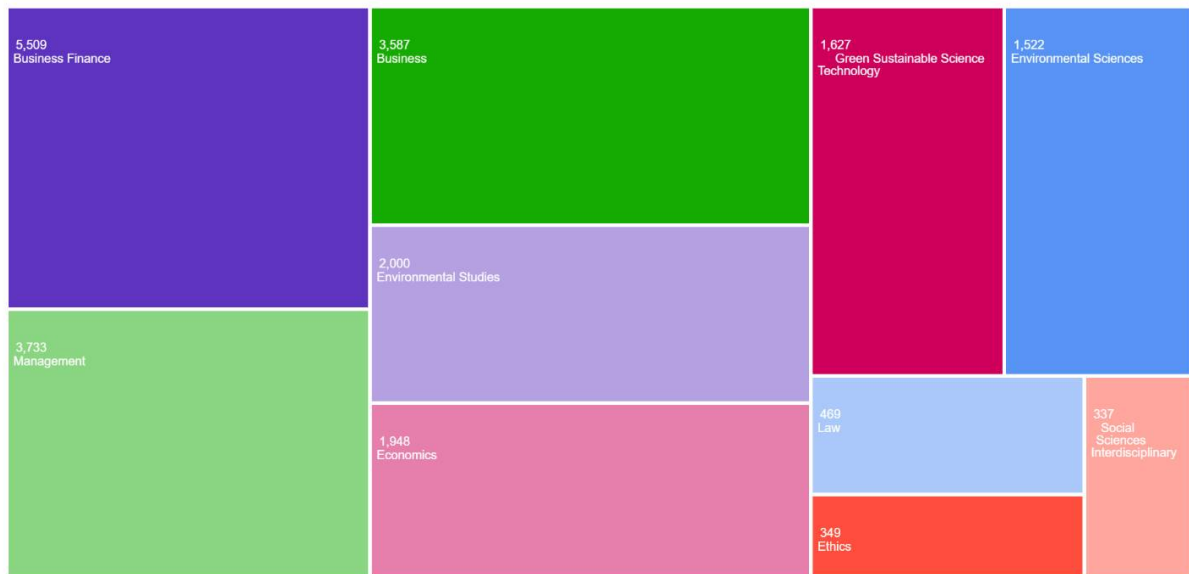 5,509
Business Finance
3,733
Management
3,587
Business
2,000
Environmental Studies
1,948
Economics
1,627
Green Sustainable Science
Technology
1,522
Environmental Sciences
469
Law
349
Ethics
337
Social
Sciences
Interdisciplinary